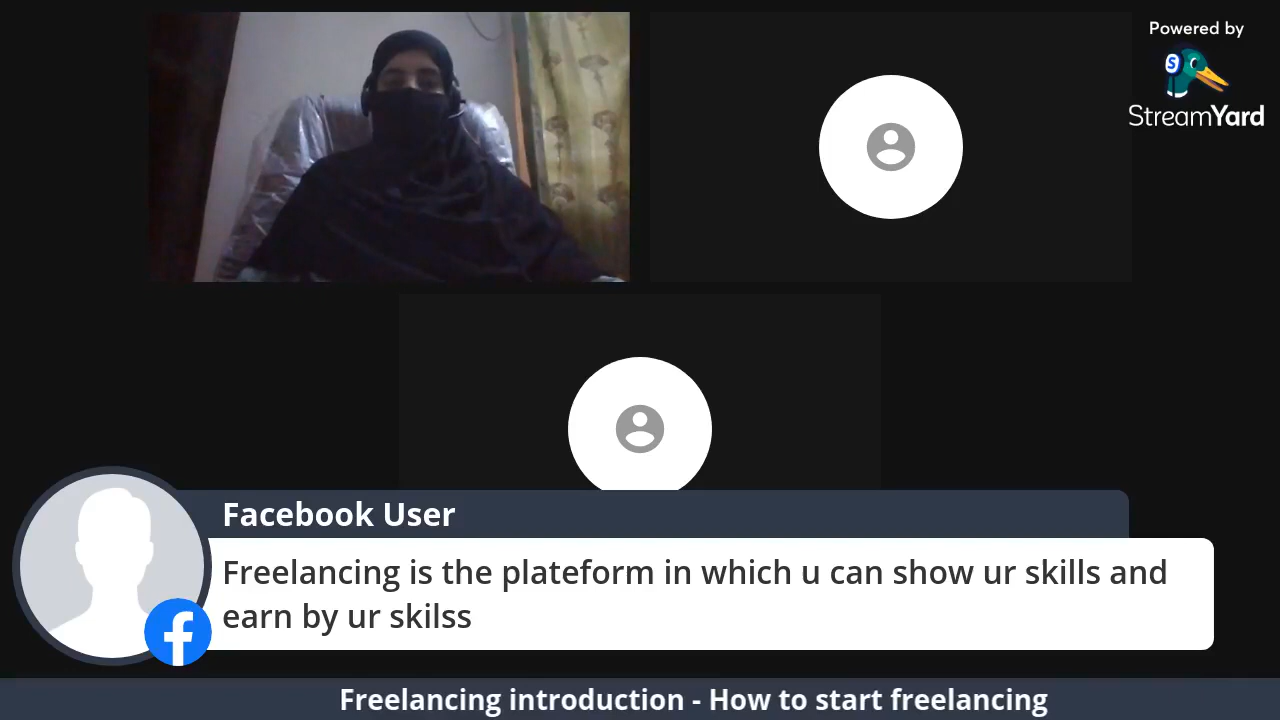 Powered by
S
StreamYard
Facebook User
Freelancing is the plateform in which u can show ur skills and
earn by ur skilss
Freelancing introduction - How to start freelancing